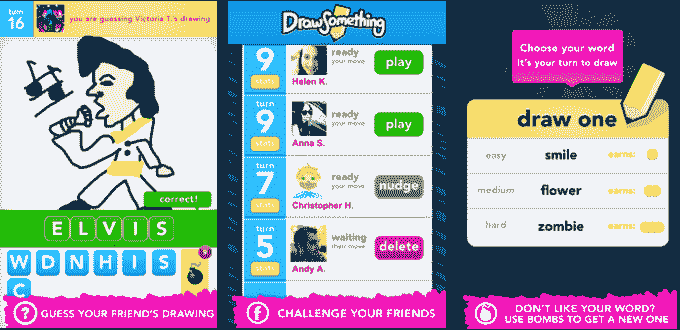 turn
16
you are guessing Victoria T.'s drawing
correct!
E L V I S
W D N H I S
C
? GUESS YOUR FRIEND'S DRAWING
DrawSomething
9
stats
ready
your move
play
Helen K.
turn
9
stats
ready
your move
play
Anna S.
turn
7
stats
ready
your move
nudge
Christopher H.
turn
5
stats
waiting
their move
delete
Andy A.
f CHALLENGE YOUR FRIENDS
Choose your word
It's your turn to draw
draw one
easy smile earns:
medium flower earns:
hard zombie earns:
DON'T LIKE YOUR WORD?
USE BOMBS TO GET A NEW ONE